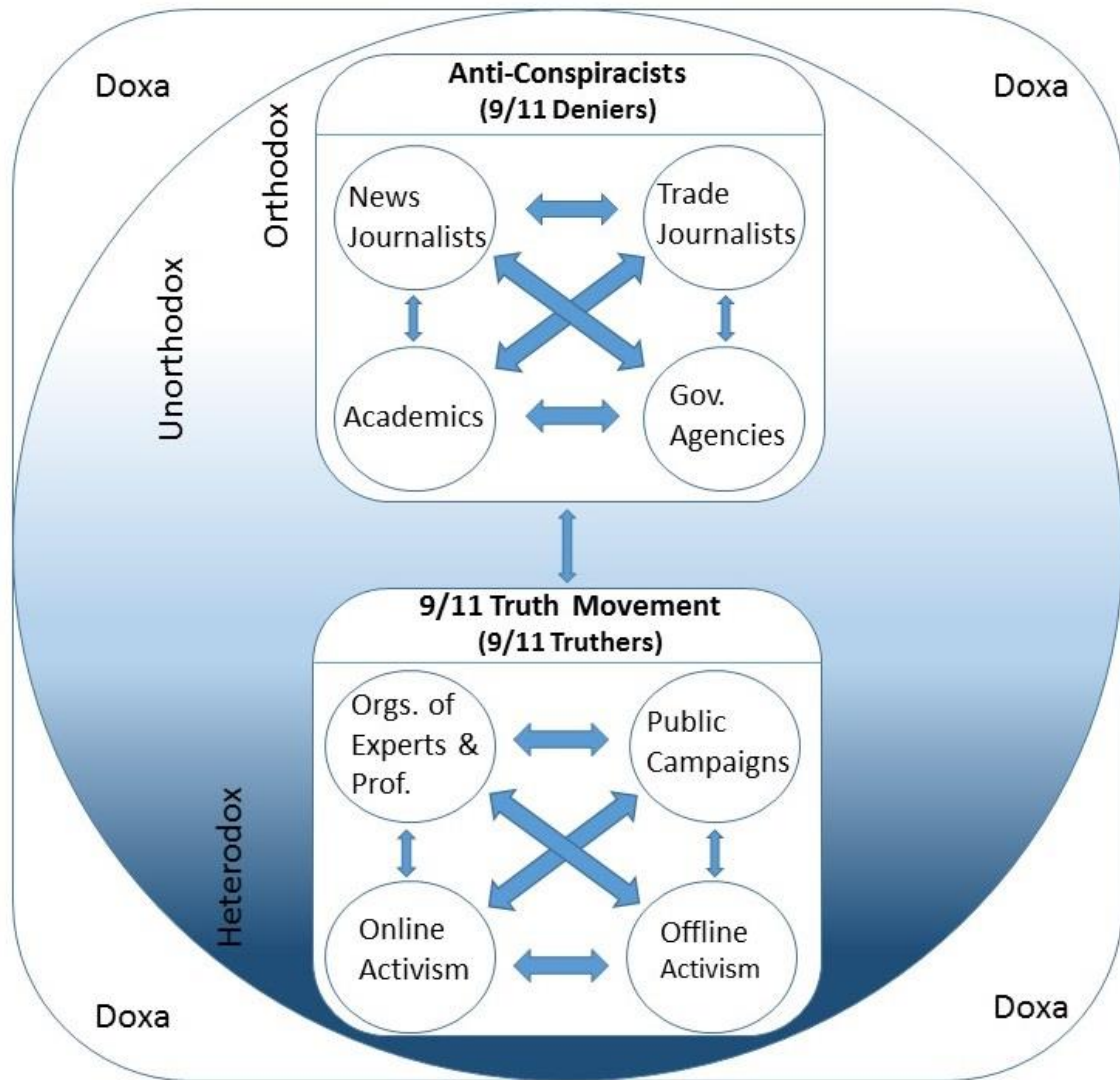 Doxa
Doxa
Anti-Conspiracists
(9/11 Deniers)
Orthodox
Unorthodox
News
Journalists
Trade
Journalists
Academics
Gov.
Agencies
9/11 Truth Movement
(9/11 Truthers)
Heterodox
Orgs. of
Experts &
Prof.
Public
Campaigns
Online
Activism
Offline
Activism
Doxa
Doxa